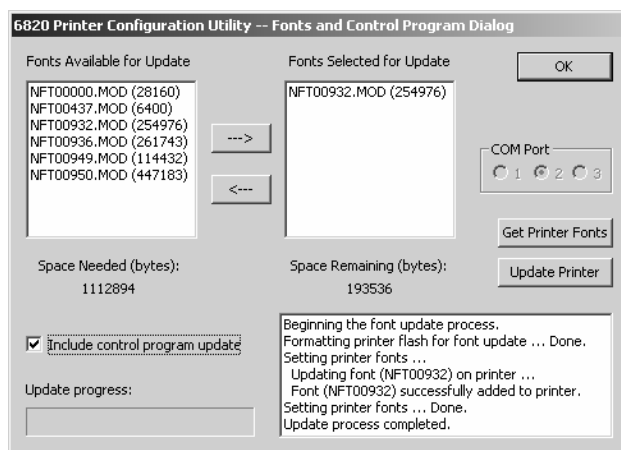 6820 Printer Configuration Utility -- Fonts and Control Program Dialog
Fonts Available for Update
NFT00000.MOD (28160)
NFT00437.MOD (6400)
NFT00932.MOD (254976)
NFT00936.MOD (261743)
NFT00949.MOD (114432)
NFT00950.MOD (447183)
--->
<---
Fonts Selected for Update
NFT00932.MOD (254976)
OK
COM Port
1 2 3
Get Printer Fonts
Update Printer
Space Needed (bytes):
1112894
Space Remaining (bytes):
193536
Include control program update
Update progress:
Beginning the font update process.
Formatting printer flash for font update ... Done.
Setting printer fonts ...
Updating font (NFT00932) on printer ...
Font (NFT00932) successfully added to printer.
Setting printer fonts ... Done.
Update process completed.